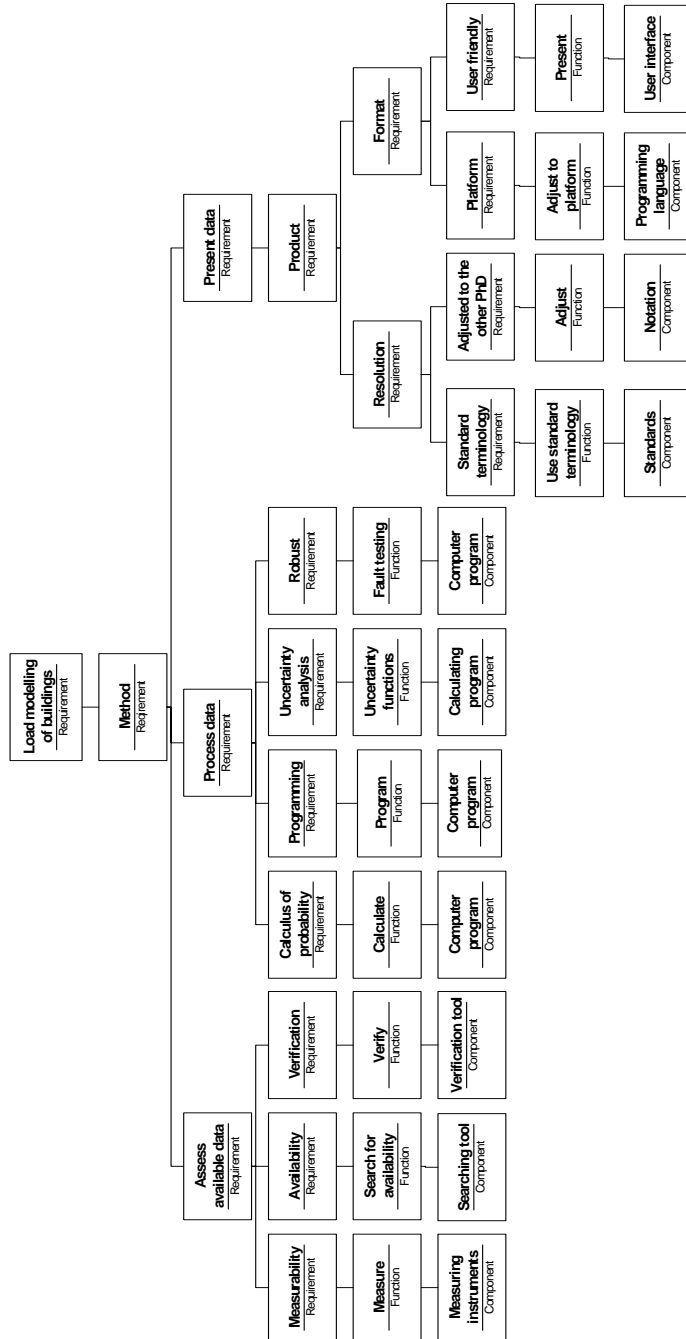 Load modelling
of buildings
Requirement
Method
Reqirement
Assess
available data
Requirement
Process data
Requirement
Present data
Requirement
Measurability
Requirement
Availability
Requirement
Verification
Requirement
Calculus of
probability
Requirement
Programming
Requirement
Uncertainty
analysis
Requirement
Robust
Requirement
Product
Requirement
Measure
Function
Search for
availability
Function
Verify
Function
Calculate
Function
Program
Function
Uncertainty
functions
Function
Fault testing
Function
Resolution
Requirement
Format
Requirement
Measuring
instruments
Component
Searching tool
Component
Verification tool
Component
Computer
program
Component
Computer
program
Component
Calculating
program
Component
Computer
program
Component
Standard
terminology
Requirement
Adjusted to the
other PhD
Requirement
Platform
Requirement
User friendly
Requirement
Use standard
terminology
Function
Adjust
Function
Adjust to
platform
Function
Present
Function
Standards
Component
Notation
Component
Programming
language
Component
User interface
Component